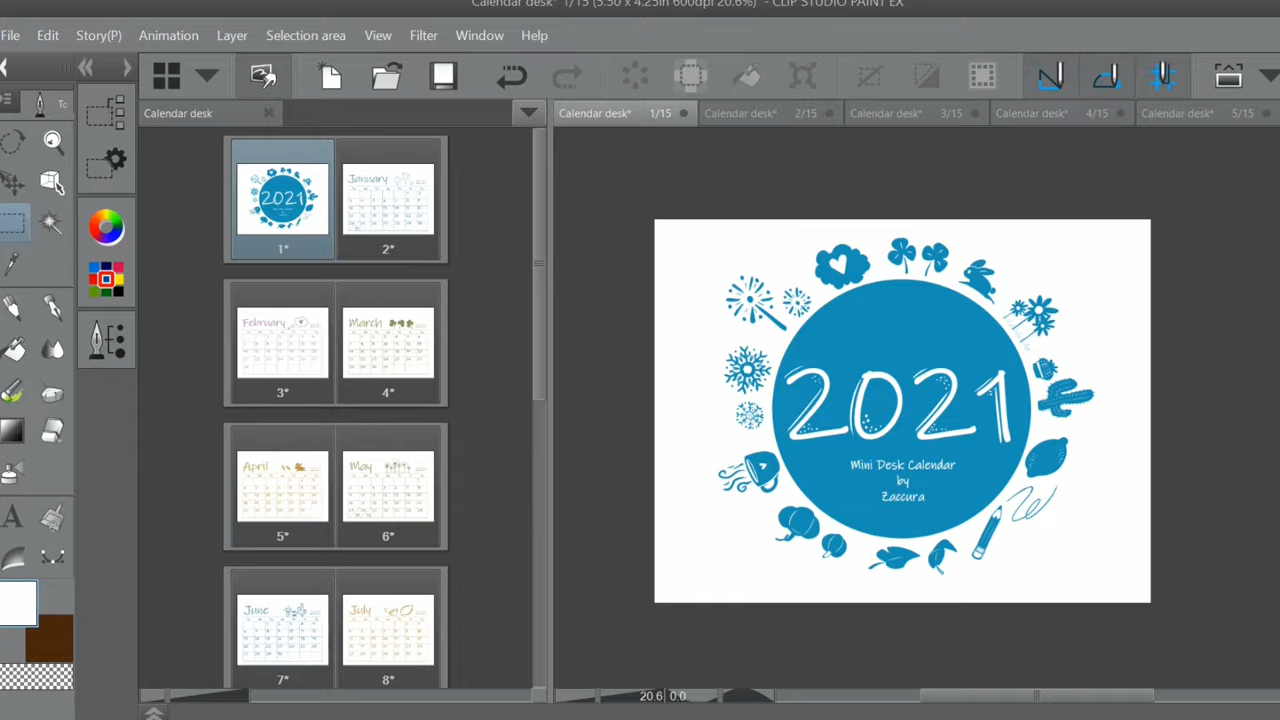 Calendar desk* 1/15 (5.50 x 4.25in 600dpi 20.6%) - CLIP STUDIO PAINT EX
File Edit Story(P) Animation Layer Selection area View Filter Window Help
Tc
Calendar desk
Calendar desk* 1/15 Calendar desk* 2/15 Calendar desk* 3/15 Calendar desk* 4/15 Calendar desk* 5/15
2021
January 2021
1* 2*
February
March
3* 4*
April
May
5* 6*
June
July
7* 8*
2021
Mini Desk Calendar
by
Zaccura
20.6 0.0